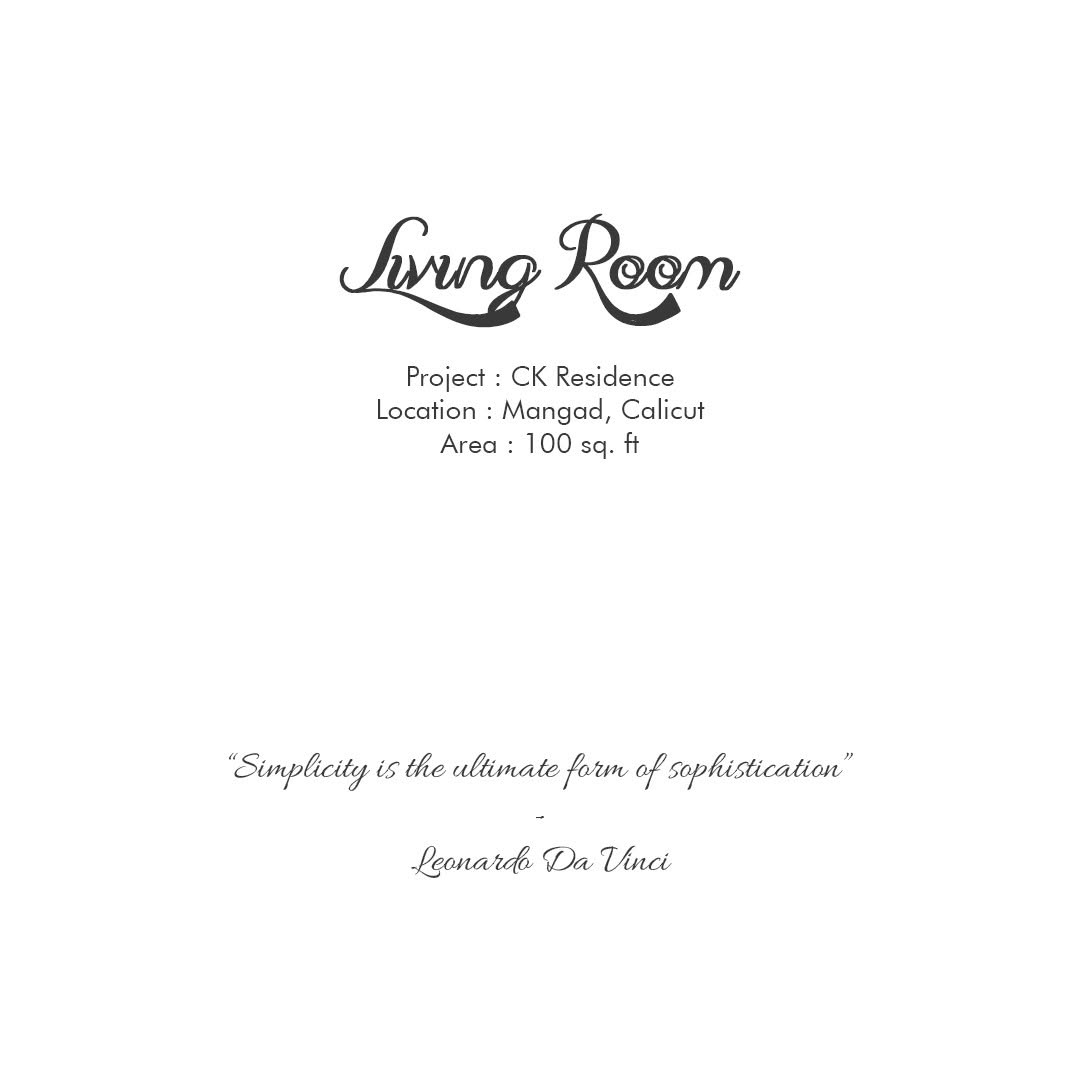 Living Room
Project : CK Residence
Location : Mangad, Calicut
Area : 100 sq. ft
“Simplicity is the ultimate form of sophistication”
-
Leonardo Da Vinci